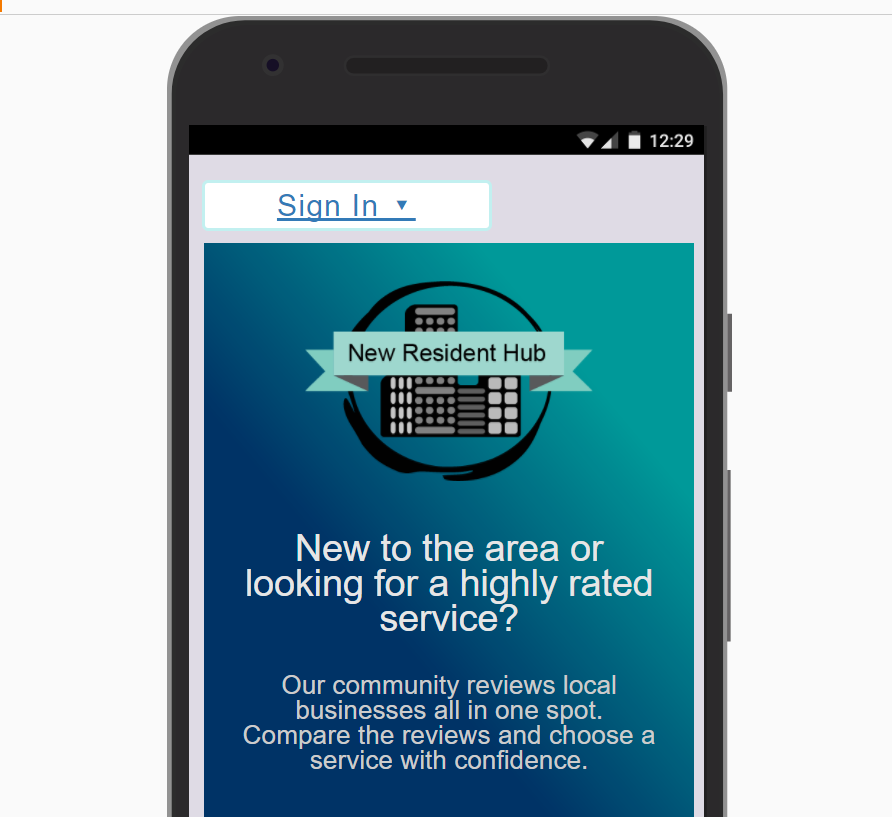 12:29
Sign In ▼
New Resident Hub
New to the area or
looking for a highly rated
service?
Our community reviews local
businesses all in one spot.
Compare the reviews and choose a
service with confidence.